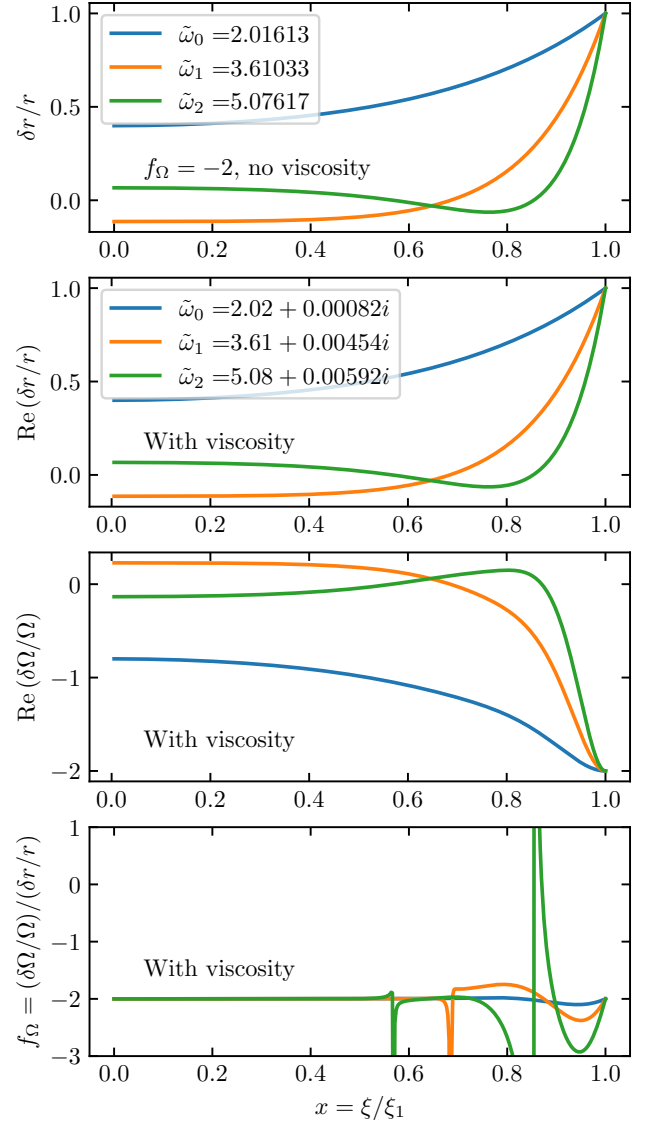 1.0
0.5
0.0
δr/r
ω̃₀ =2.01613
ω̃₁ =3.61033
ω̃₂ =5.07617
f_Ω = −2, no viscosity
0.0 0.2 0.4 0.6 0.8 1.0
1.0
0.5
0.0
Re (δr/r)
ω̃₀ =2.02 + 0.00082i
ω̃₁ =3.61 + 0.00454i
ω̃₂ =5.08 + 0.00592i
With viscosity
0.0 0.2 0.4 0.6 0.8 1.0
0
−1
−2
Re (δΩ/Ω)
With viscosity
0.0 0.2 0.4 0.6 0.8 1.0
1
0
−1
−2
−3
f_Ω = (δΩ/Ω)/(δr/r)
With viscosity
0.0 0.2 0.4 0.6 0.8 1.0
x = ξ/ξ₁